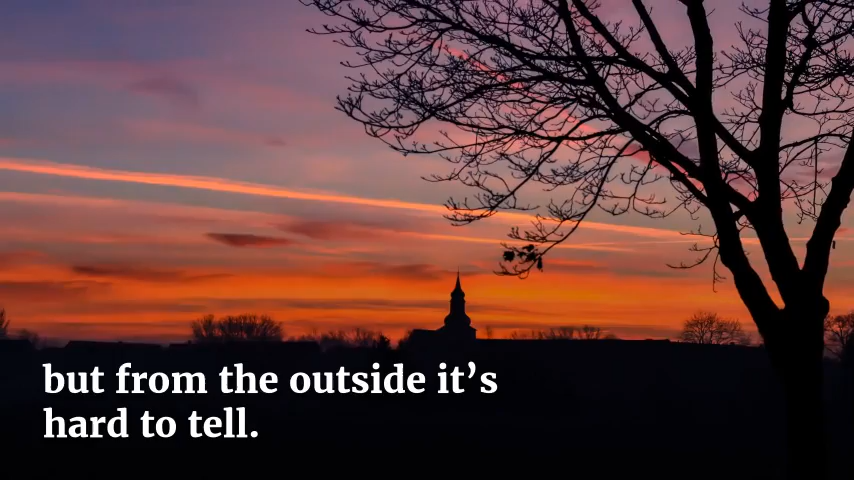 but from the outside it’s
hard to tell.